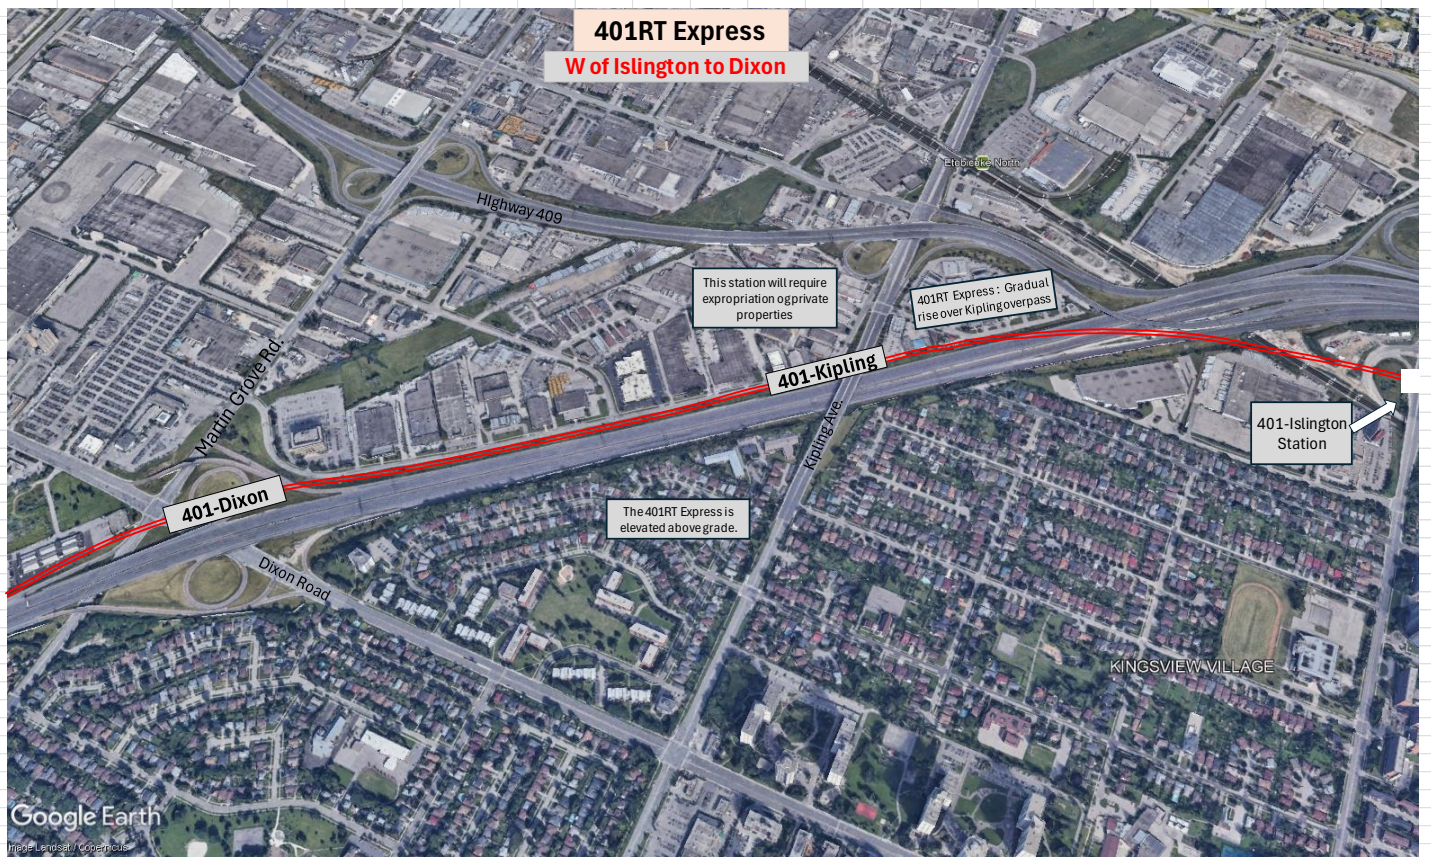 401RT Express
W of Islington to Dixon
Etobicoke North
HIghway 409
This station will require
expropriation ogprivate
properties
401RT Express : Gradual
rise over Kipling overpass
Martin Grove Rd.
401-Kipling
Kipling Ave.
401-Islington
Station
401-Dixon
The 401RT Express is
elevated above grade.
Dixon Road
KINGSVIEW VILLAGE
Google Earth
Image Landsat / Copernicus